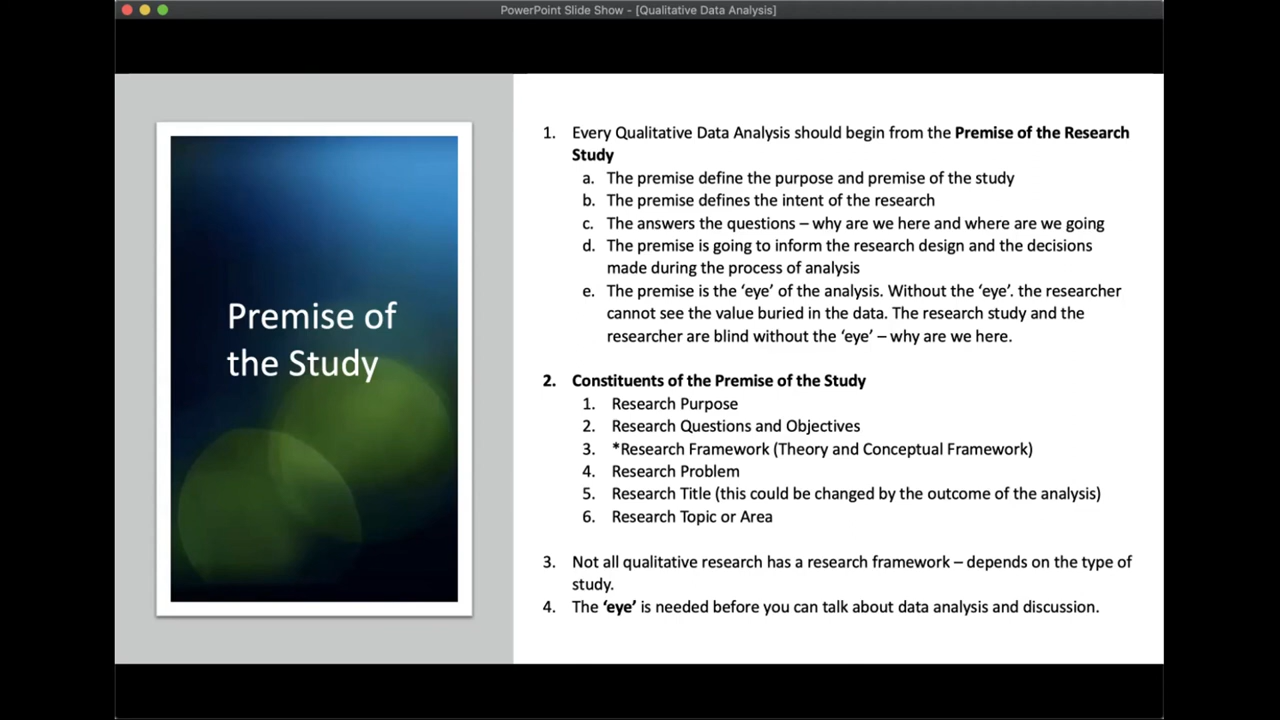 PowerPoint Slide Show - [Qualitative Data Analysis]
Premise of
the Study
1. Every Qualitative Data Analysis should begin from the Premise of the Research
Study
a. The premise define the purpose and premise of the study
b. The premise defines the intent of the research
c. The answers the questions – why are we here and where are we going
d. The premise is going to inform the research design and the decisions
made during the process of analysis
e. The premise is the ‘eye’ of the analysis. Without the ‘eye’. the researcher
cannot see the value buried in the data. The research study and the
researcher are blind without the ‘eye’ – why are we here.
2. Constituents of the Premise of the Study
1. Research Purpose
2. Research Questions and Objectives
3. *Research Framework (Theory and Conceptual Framework)
4. Research Problem
5. Research Title (this could be changed by the outcome of the analysis)
6. Research Topic or Area
3. Not all qualitative research has a research framework – depends on the type of
study.
4. The ‘eye’ is needed before you can talk about data analysis and discussion.